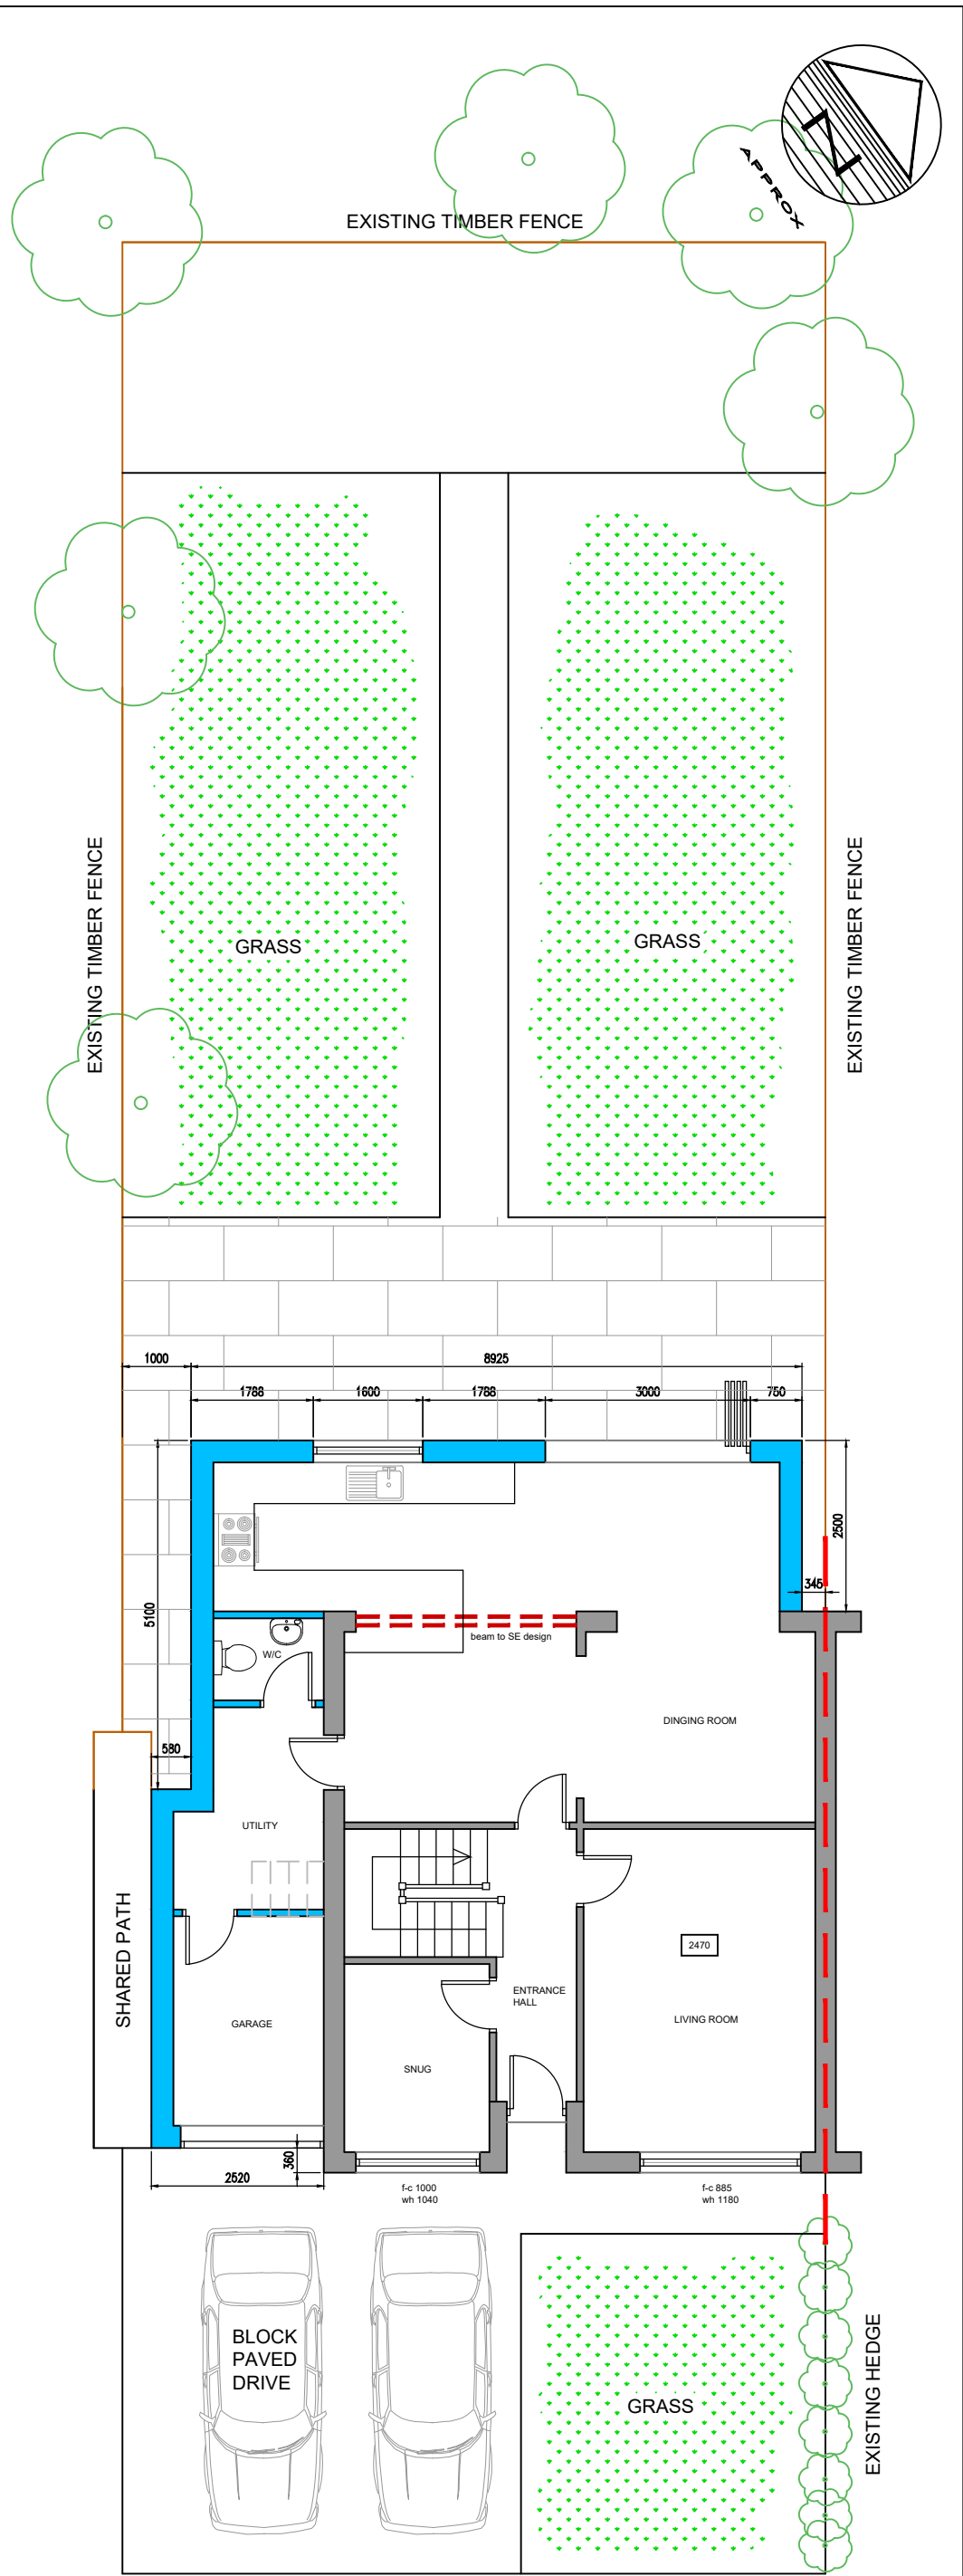 N
APPROX
EXISTING TIMBER FENCE
EXISTING TIMBER FENCE
EXISTING TIMBER FENCE
GRASS
GRASS
1000
8925
1788
1600
1788
3000
750
2500
345
5100
beam to SE design
W/C
DINGING ROOM
580
UTILITY
SHARED PATH
2470
ENTRANCE
HALL
LIVING ROOM
GARAGE
SNUG
360
2520
f-c 1000
wh 1040
f-c 885
wh 1180
BLOCK
PAVED
DRIVE
GRASS
EXISTING HEDGE